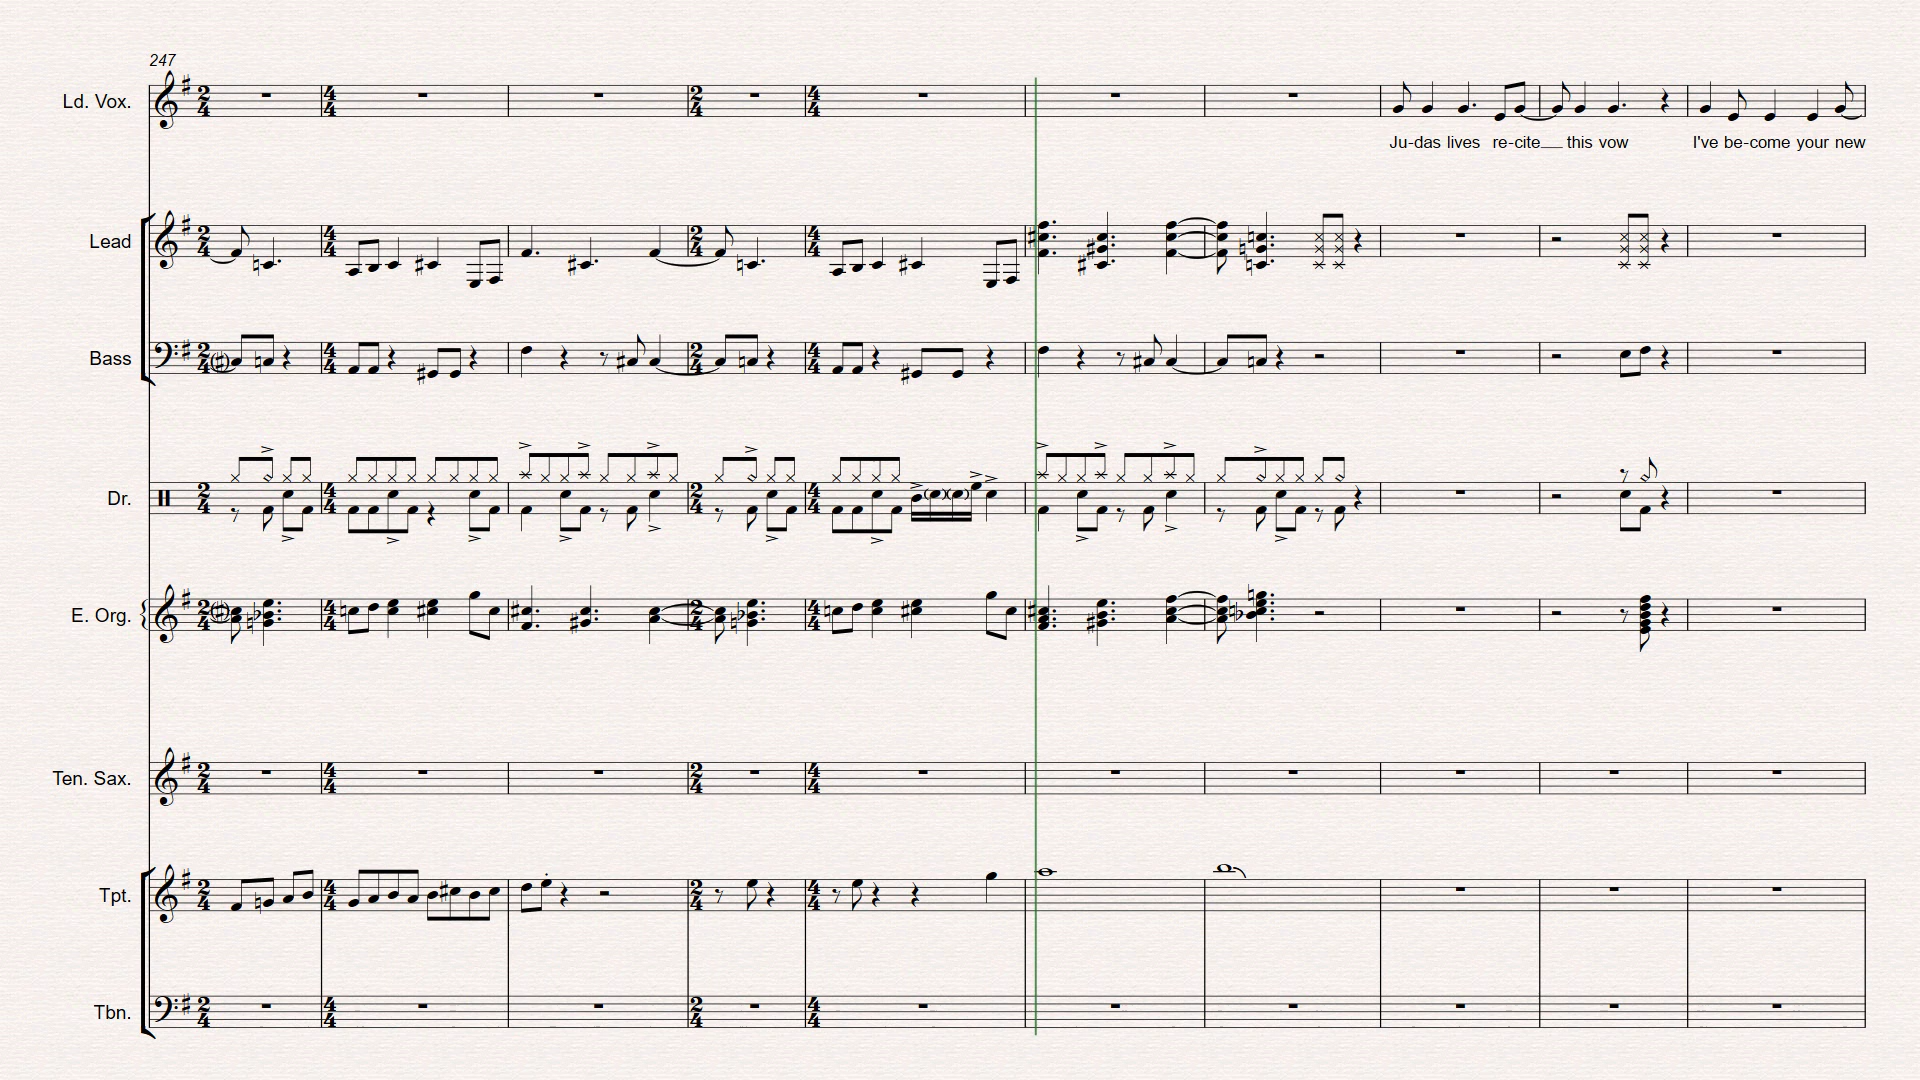 247
Ld. Vox.
Ju-das lives re-cite__ this vow I've be-come your new
Lead
Bass
Dr.
E. Org.
Ten. Sax.
Tpt.
Tbn.